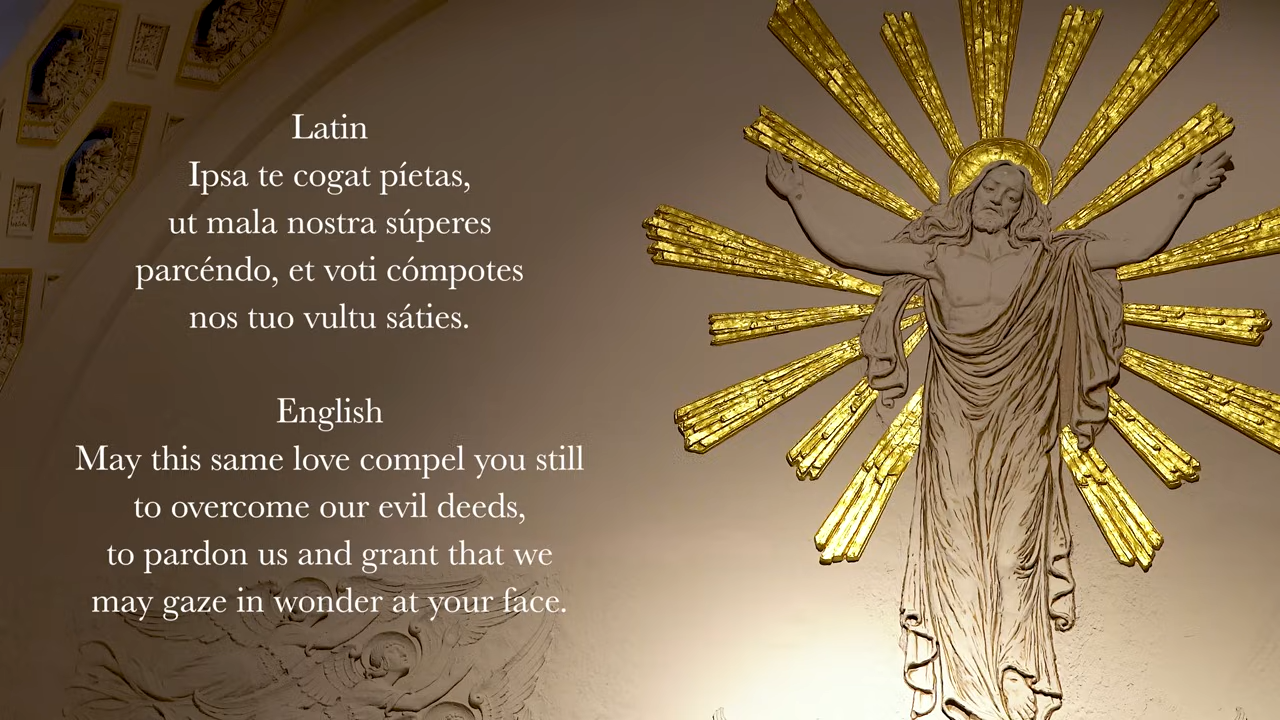 Latin
Ipsa te cogat píetas,
ut mala nostra súperes
parcéndo, et voti cómpotes
nos tuo vultu sáties.
English
May this same love compel you still
to overcome our evil deeds,
to pardon us and grant that we
may gaze in wonder at your face.